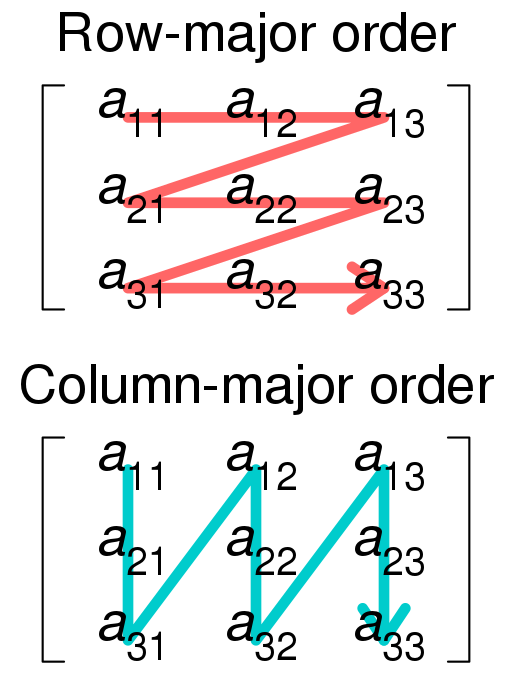 Row-major order
a11 a12 a13
a21 a22 a23
a31 a32 a33
Column-major order
a11 a12 a13
a21 a22 a23
a31 a32 a33